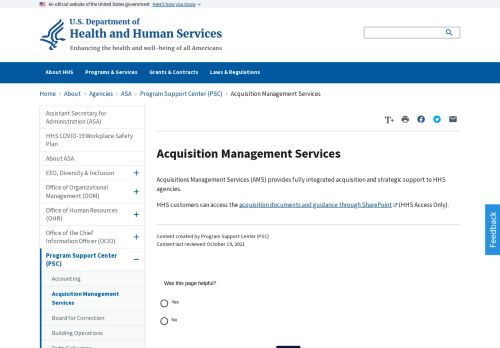 An official website of the United States government Here's how you know
U.S. Department of
Health and Human Services
Enhancing the health and well-being of all Americans
About HHS Programs & Services Grants & Contracts Laws & Regulations
Home > About > Agencies > ASA > Program Support Center (PSC) > Acquisition Management Services
Assistant Secretary for
Administration (ASA)
HHS COVID-19 Workplace Safety
Plan
About ASA
EEO, Diversity & Inclusion
Office of Organizational
Management (OOM)
Office of Human Resources
(OHR)
Office of the Chief
Information Officer (OCIO)
Program Support Center
(PSC)
Accounting
Acquisition Management
Services
Board for Correction
Building Operations
T+
Acquisition Management Services
Acquisitions Management Services (AMS) provides fully integrated acquisition and strategic support to HHS
agencies.
HHS customers can access the acquisition documents and guidance through SharePoint (HHS Access Only).
Content created by Program Support Center (PSC)
Content last reviewed October 19, 2021
Was this page helpful?
Yes
No
Feedback